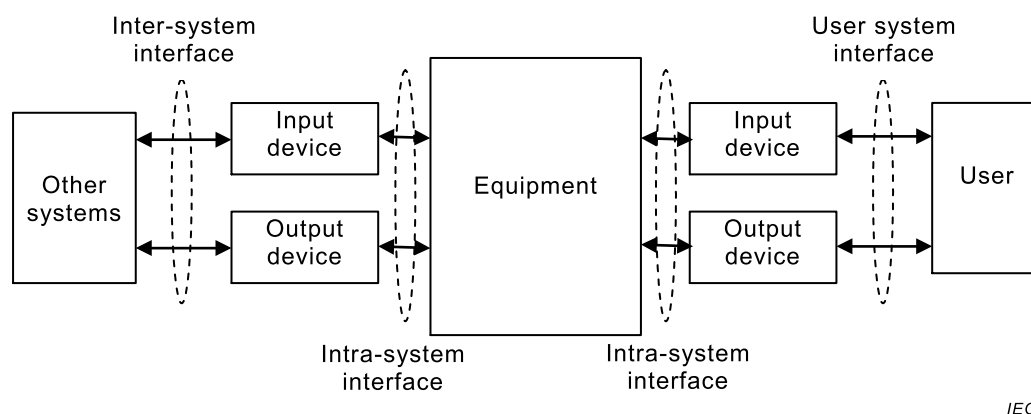 Inter-system
interface
User system
interface
Other
systems
Input
device
Output
device
Equipment
Input
device
Output
device
User
Intra-system
interface
Intra-system
interface
IEC